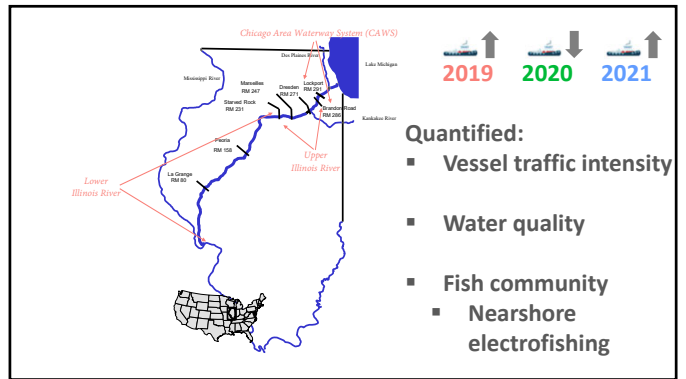 Chicago Area Waterway System (CAWS)
Des Plaines River
Lake Michigan
Mississippi River
Marseilles
RM 247
Dresden
RM 271
Lockport
RM 291
Starved Rock
RM 231
Brandon Road
RM 286
Kankakee River
Peoria
RM 158
Upper
Illinois River
La Grange
RM 80
Lower
Illinois River
2019 2020 2021
Quantified:
▪ Vessel traffic intensity
▪ Water quality
▪ Fish community
▪ Nearshore
electrofishing